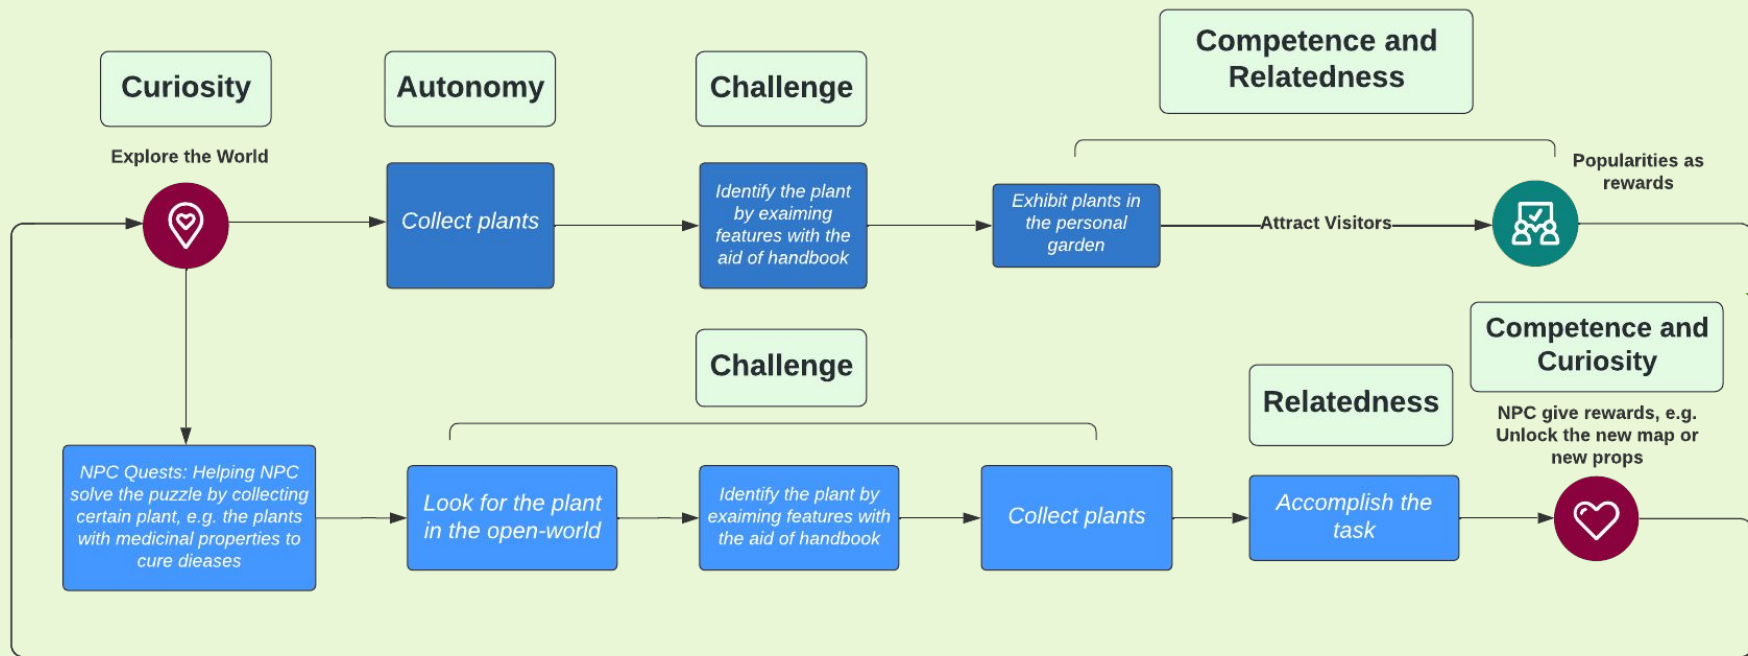 Curiosity
Autonomy
Challenge
Competence and
Relatedness
Explore the World
Collect plants
Identify the plant
by exaiming
features with the
aid of handbook
Exhibit plants in
the personal
garden
Attract Visitors
Popularities as
rewards
Challenge
Relatedness
Competence and
Curiosity
NPC give rewards, e.g.
Unlock the new map or
new props
NPC Quests: Helping NPC
solve the puzzle by collecting
certain plant, e.g. the plants
with medicinal properties to
cure dieases
Look for the plant
in the open-world
Identify the plant by
exaiming features with
the aid of handbook
Collect plants
Accomplish the
task